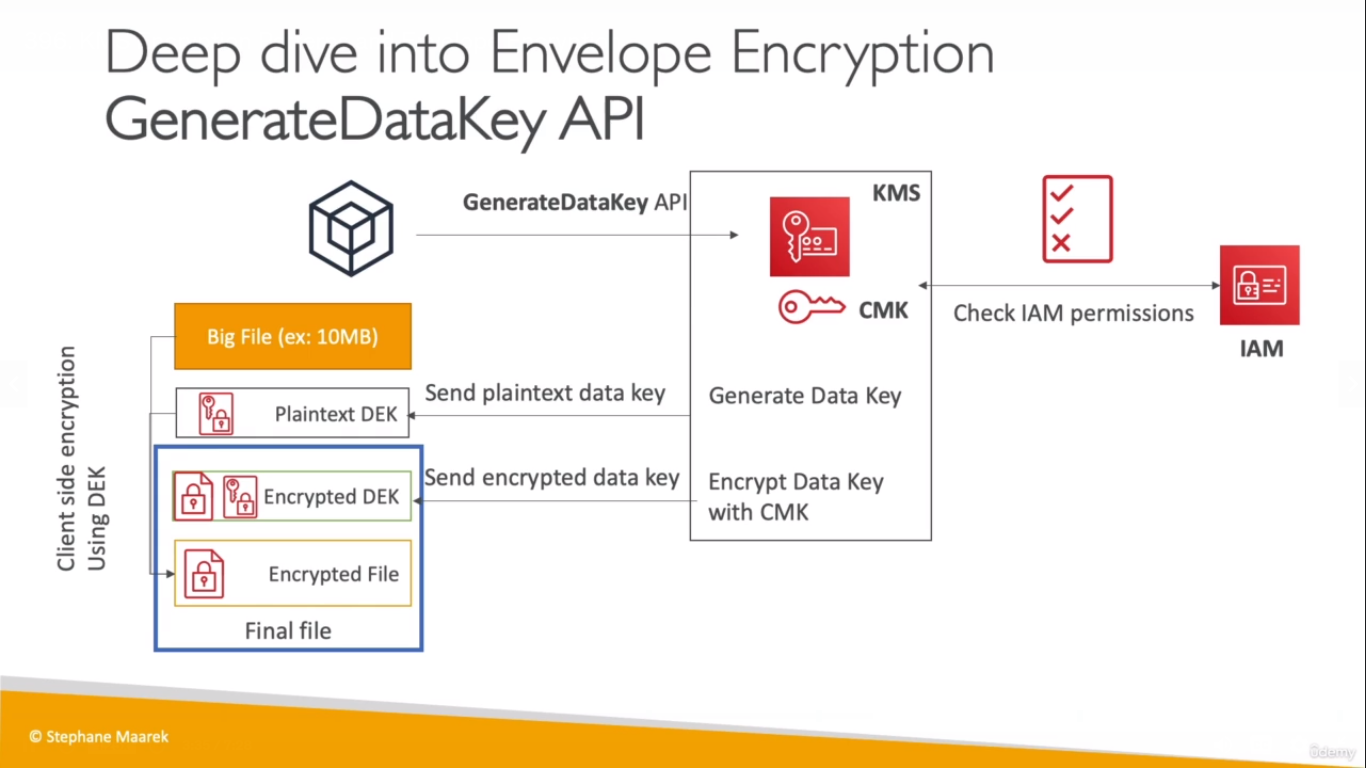 Deep dive into Envelope Encryption
GenerateDataKey API
GenerateDataKey API
KMS
CMK
Check IAM permissions
IAM
Big File (ex: 10MB)
Client side encryption
Using DEK
Plaintext DEK
Send plaintext data key
Generate Data Key
Encrypted DEK
Send encrypted data key
Encrypt Data Key
with CMK
Encrypted File
Final file
© Stephane Maarek
ûdemy